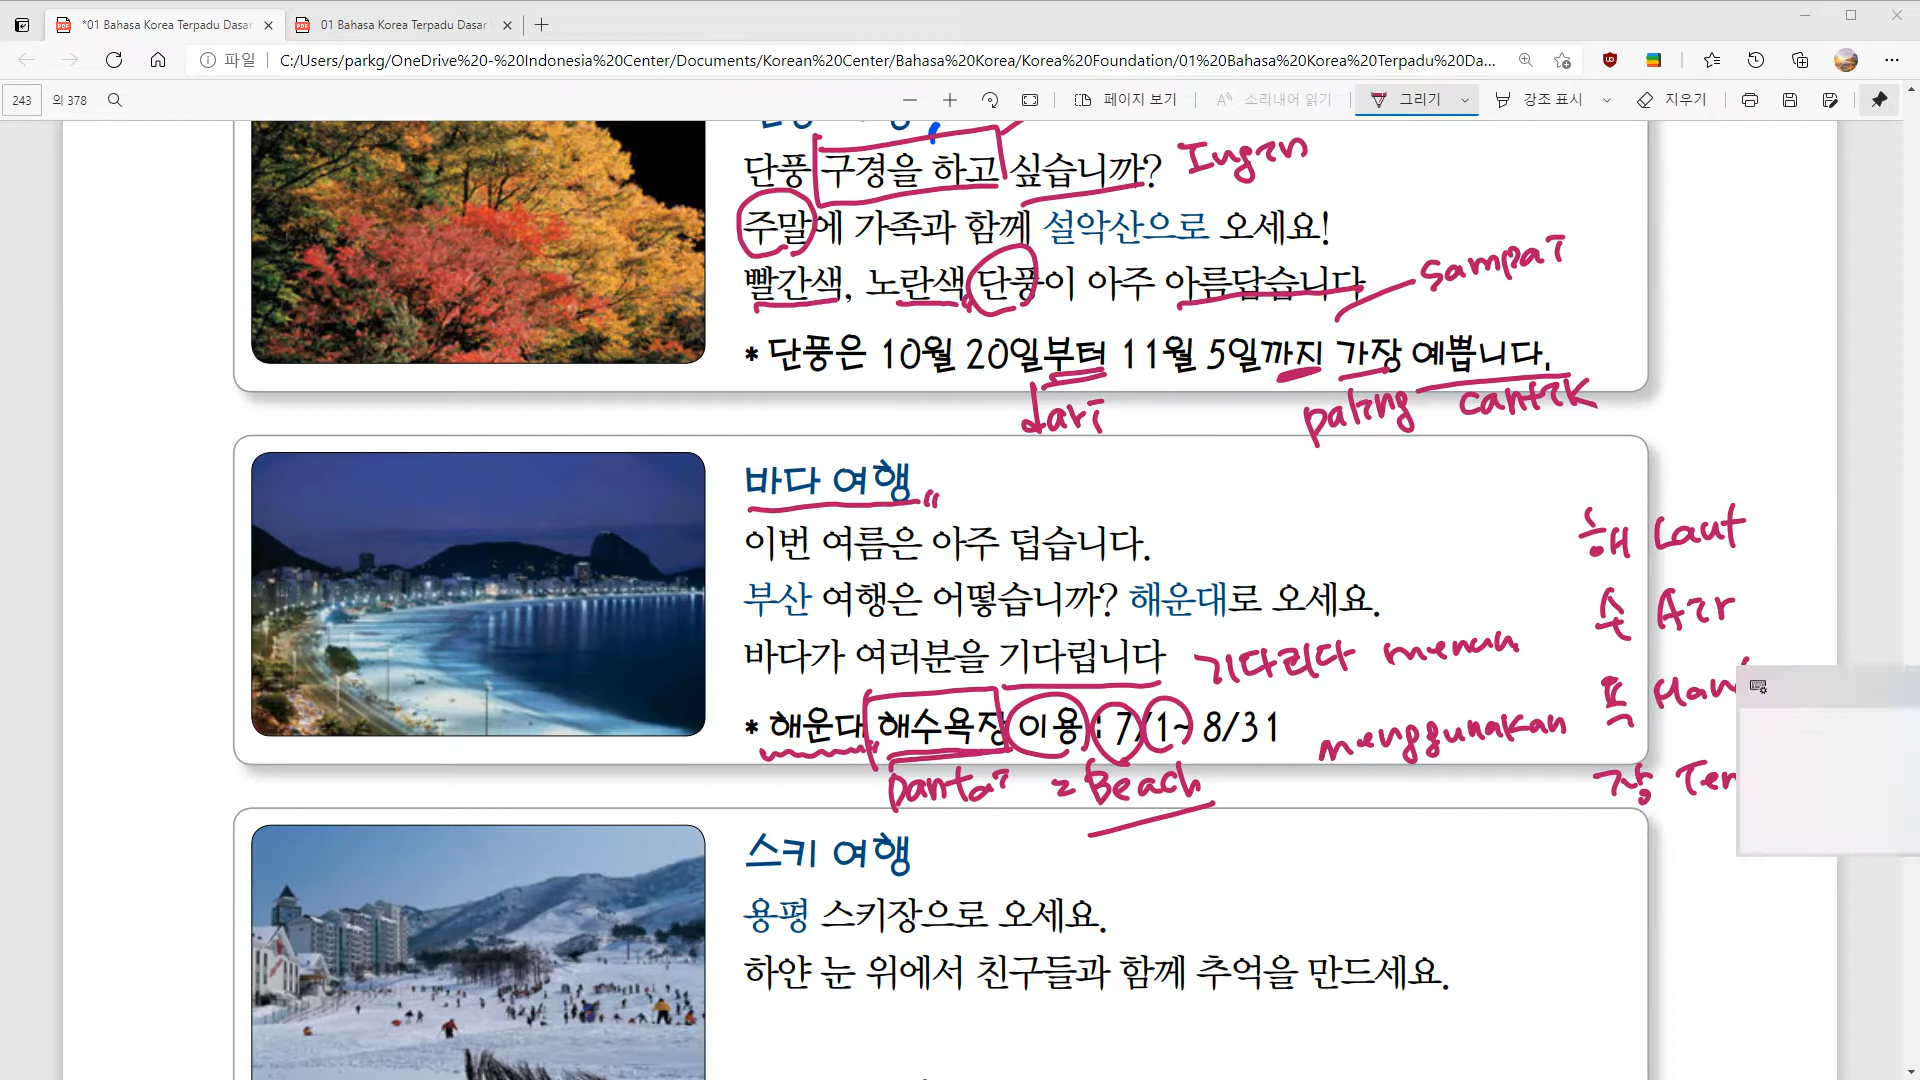 *01 Bahasa Korea Terpadu Dasar
01 Bahasa Korea Terpadu Dasar
파일
C:/Users/parkg/OneDrive%20-%20Indonesia%20Center/Documents/Korean%20Center/Bahasa%20Korea/Korea%20Foundation/01%20Bahasa%20Korea%20Terpadu%20Da...
243 의 378
페이지 보기
소리내어 읽기
그리기
강조 표시
지우기
단풍 구경을 하고 싶습니까? Ingin
주말에 가족과 함께 설악산으로 오세요!
빨간색, 노란색 단풍이 아주 아름답습니다
sampai
* 단풍은 10월 20일부터 11월 5일까지 가장 예쁩니다.
dari
paling cantik
바다 여행
이번 여름은 아주 덥습니다.
해 Laut
부산 여행은 어떻습니까? 해운대로 오세요.
수 Air
바다가 여러분을 기다립니다 기다리다 menun
욕
* 해운대 해수욕장 이용 : 7/1~ 8/31
menggunakan
Pantai = Beach
장
스키 여행
용평 스키장으로 오세요.
하얀 눈 위에서 친구들과 함께 추억을 만드세요.